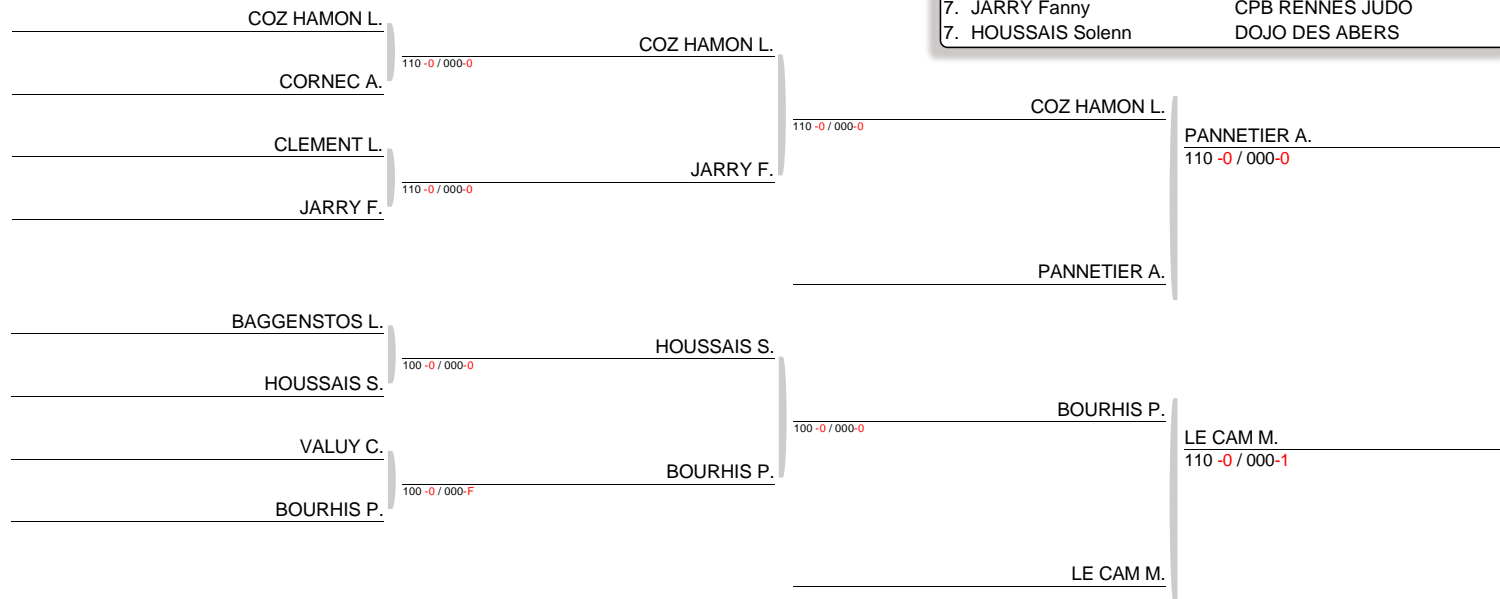 7. JARRY Fanny CPB RENNES JUDO
7. HOUSSAIS Solenn DOJO DES ABERS
COZ HAMON L.
CORNEC A.
CLEMENT L.
JARRY F.
BAGGENSTOS L.
HOUSSAIS S.
VALUY C.
BOURHIS P.
COZ HAMON L.
110 -0 / 000-0
JARRY F.
110 -0 / 000-0
HOUSSAIS S.
100 -0 / 000-0
BOURHIS P.
100 -0 / 000-F
COZ HAMON L.
110 -0 / 000-0
PANNETIER A.
BOURHIS P.
100 -0 / 000-0
LE CAM M.
PANNETIER A.
110 -0 / 000-0
LE CAM M.
110 -0 / 000-1